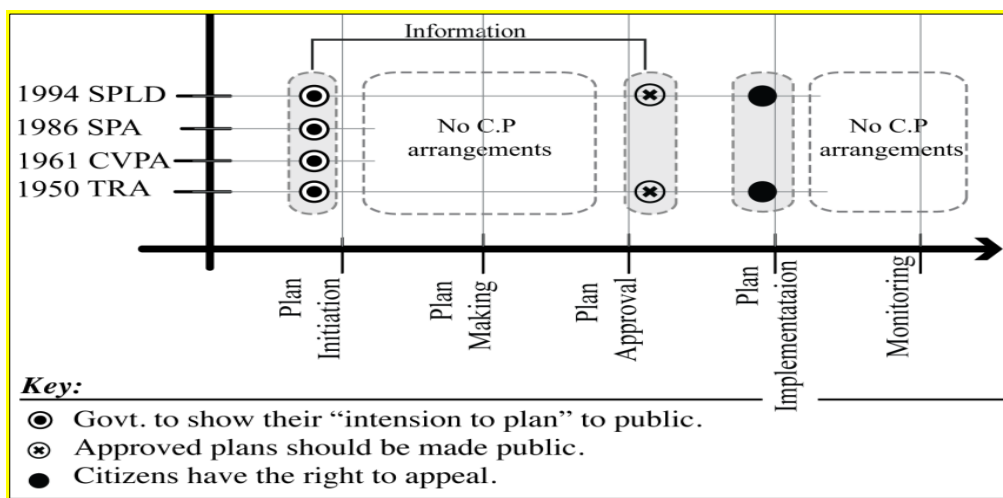 Information
1994 SPLD
1986 SPA
1961 CVPA
1950 TRA
No C.P
arrangements
No C.P
arrangements
Plan
Initiation
Plan
Making
Plan
Approval
Plan
Implementataion
Monitoring
Key:
Govt. to show their “intension to plan” to public.
Approved plans should be made public.
Citizens have the right to appeal.